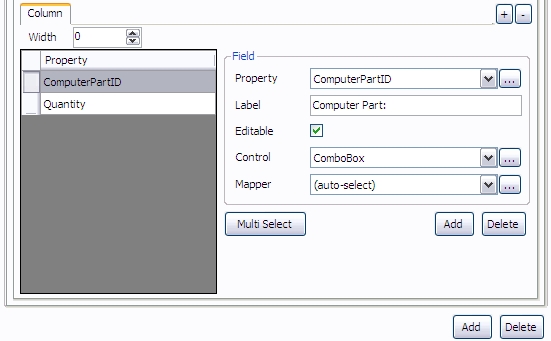 Column
+ -
Width 0
Property
ComputerPartID
Quantity
Field
Property ComputerPartID ...
Label Computer Part:
Editable
Control ComboBox ...
Mapper (auto-select) ...
Multi Select Add Delete
Add Delete